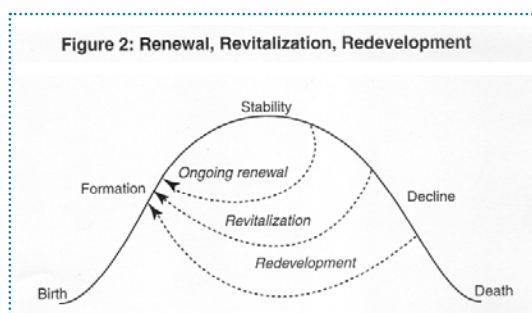 Figure 2: Renewal, Revitalization, Redevelopment
Stability
Ongoing renewal
Formation
Decline
Revitalization
Redevelopment
Birth
Death